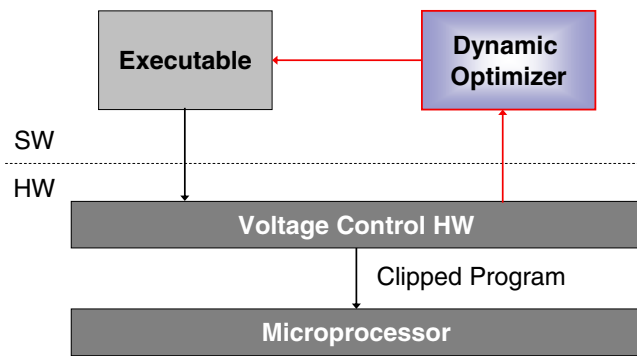 Executable
Dynamic
Optimizer
SW
HW
Voltage Control HW
Clipped Program
Microprocessor